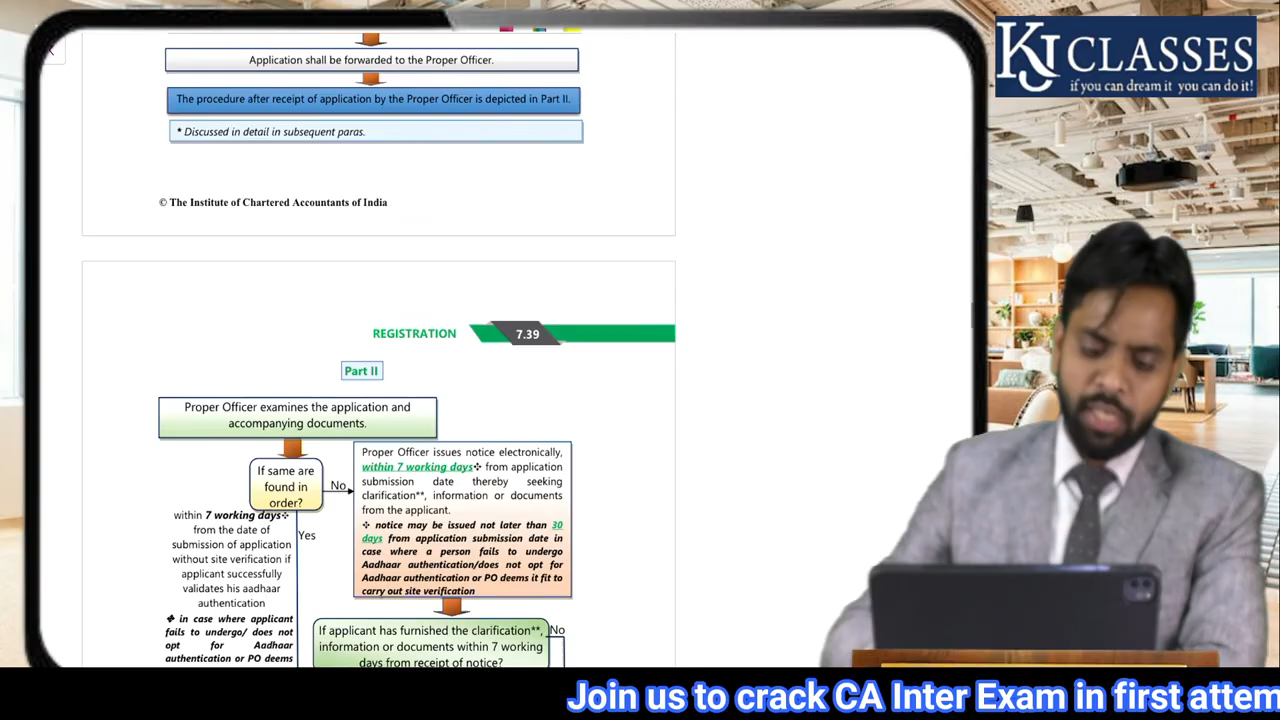 Application shall be forwarded to the Proper Officer.
The procedure after receipt of application by the Proper Officer is depicted in Part II.
* Discussed in detail in subsequent paras.
© The Institute of Chartered Accountants of India
REGISTRATION 7.39
Part II
Proper Officer examines the application and
accompanying documents.
If same are
found in
order?
No
Yes
Proper Officer issues notice electronically,
within 7 working days❖ from application
submission date thereby seeking
clarification**, information or documents
from the applicant.
❖ notice may be issued not later than 30
days from application submission date in
case where a person fails to undergo
Aadhaar authentication/does not opt for
Aadhaar authentication or PO deems it fit to
carry out site verification
within 7 working days❖
from the date of
submission of application
without site verification if
applicant successfully
validates his aadhaar
authentication
❖ in case where applicant
fails to undergo/ does not
opt for Aadhaar
authentication or PO deems
If applicant has furnished the clarification**,
information or documents within 7 working
days from receipt of notice?
No
KJ CLASSES
if you can dream it you can do it!
Join us to crack CA Inter Exam in first attem